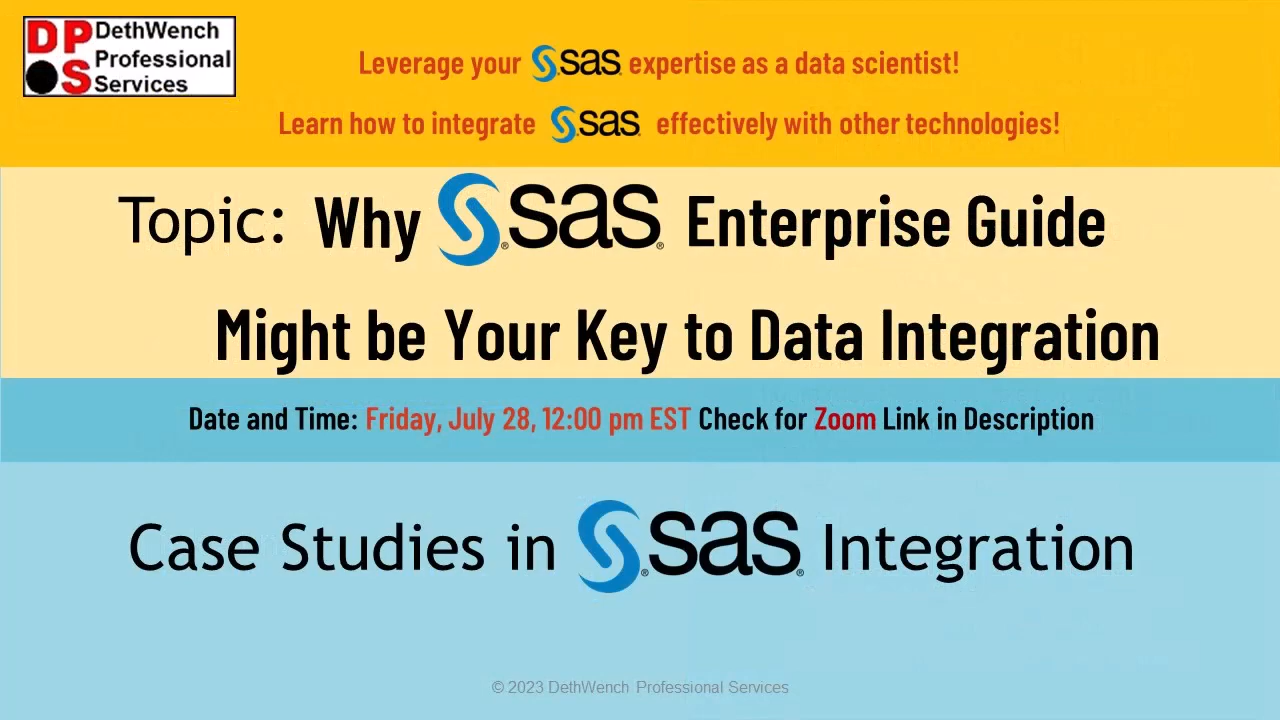 DP DethWench
Professional
S Services
Leverage your sas expertise as a data scientist!
Learn how to integrate sas effectively with other technologies!
Topic: Why sas® Enterprise Guide
Might be Your Key to Data Integration
Date and Time: Friday, July 28, 12:00 pm EST Check for Zoom Link in Description
Case Studies in sas® Integration
© 2023 DethWench Professional Services